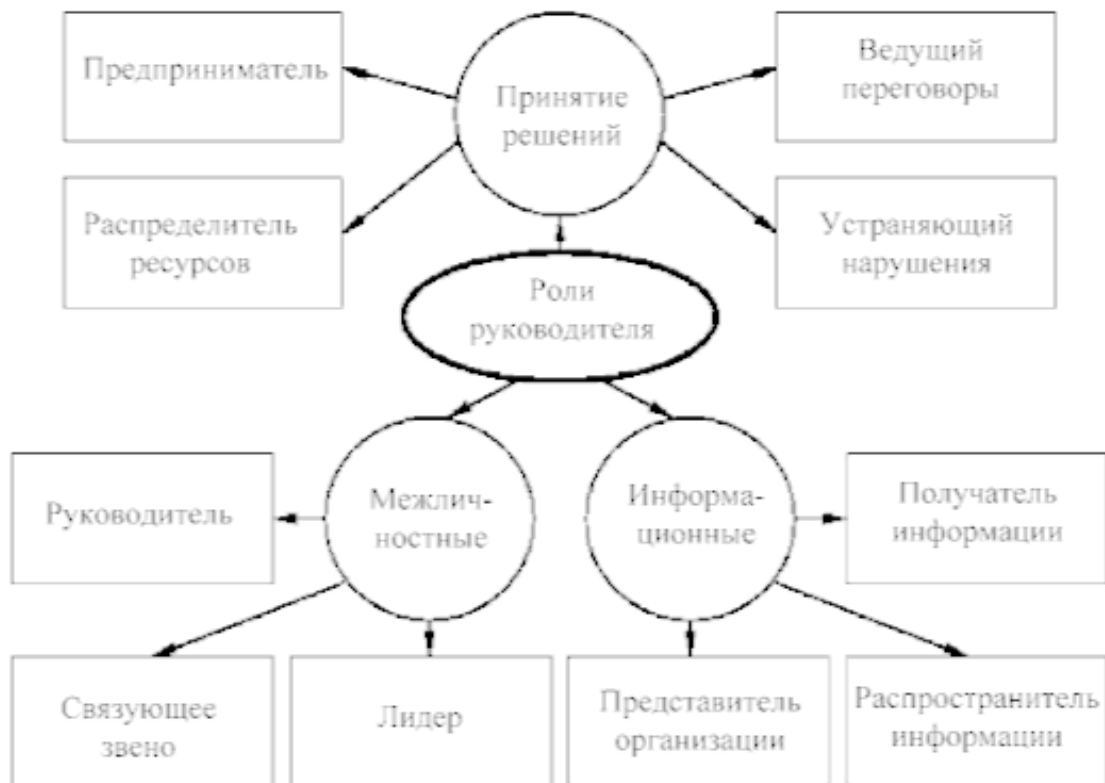 Предприниматель
Принятие
решений
Ведущий
переговоры
Распределитель
ресурсов
Устраняющий
нарушения
Роли
руководителя
Руководитель
Межлич-
ностные
Информа-
ционные
Получатель
информации
Связующее
звено
Лидер
Представитель
организации
Распространитель
информации